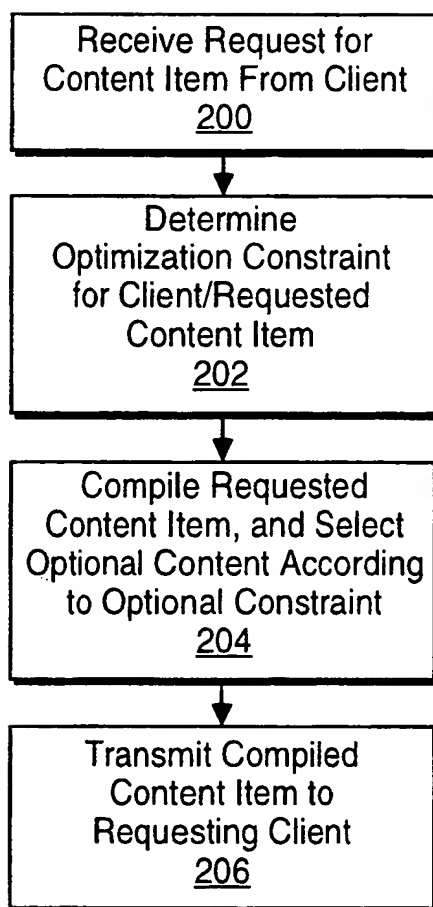 Receive Request for
Content Item From Client
200
Determine
Optimization Constraint
for Client/Requested
Content Item
202
Compile Requested
Content Item, and Select
Optional Content According
to Optional Constraint
204
Transmit Compiled
Content Item to
Requesting Client
206